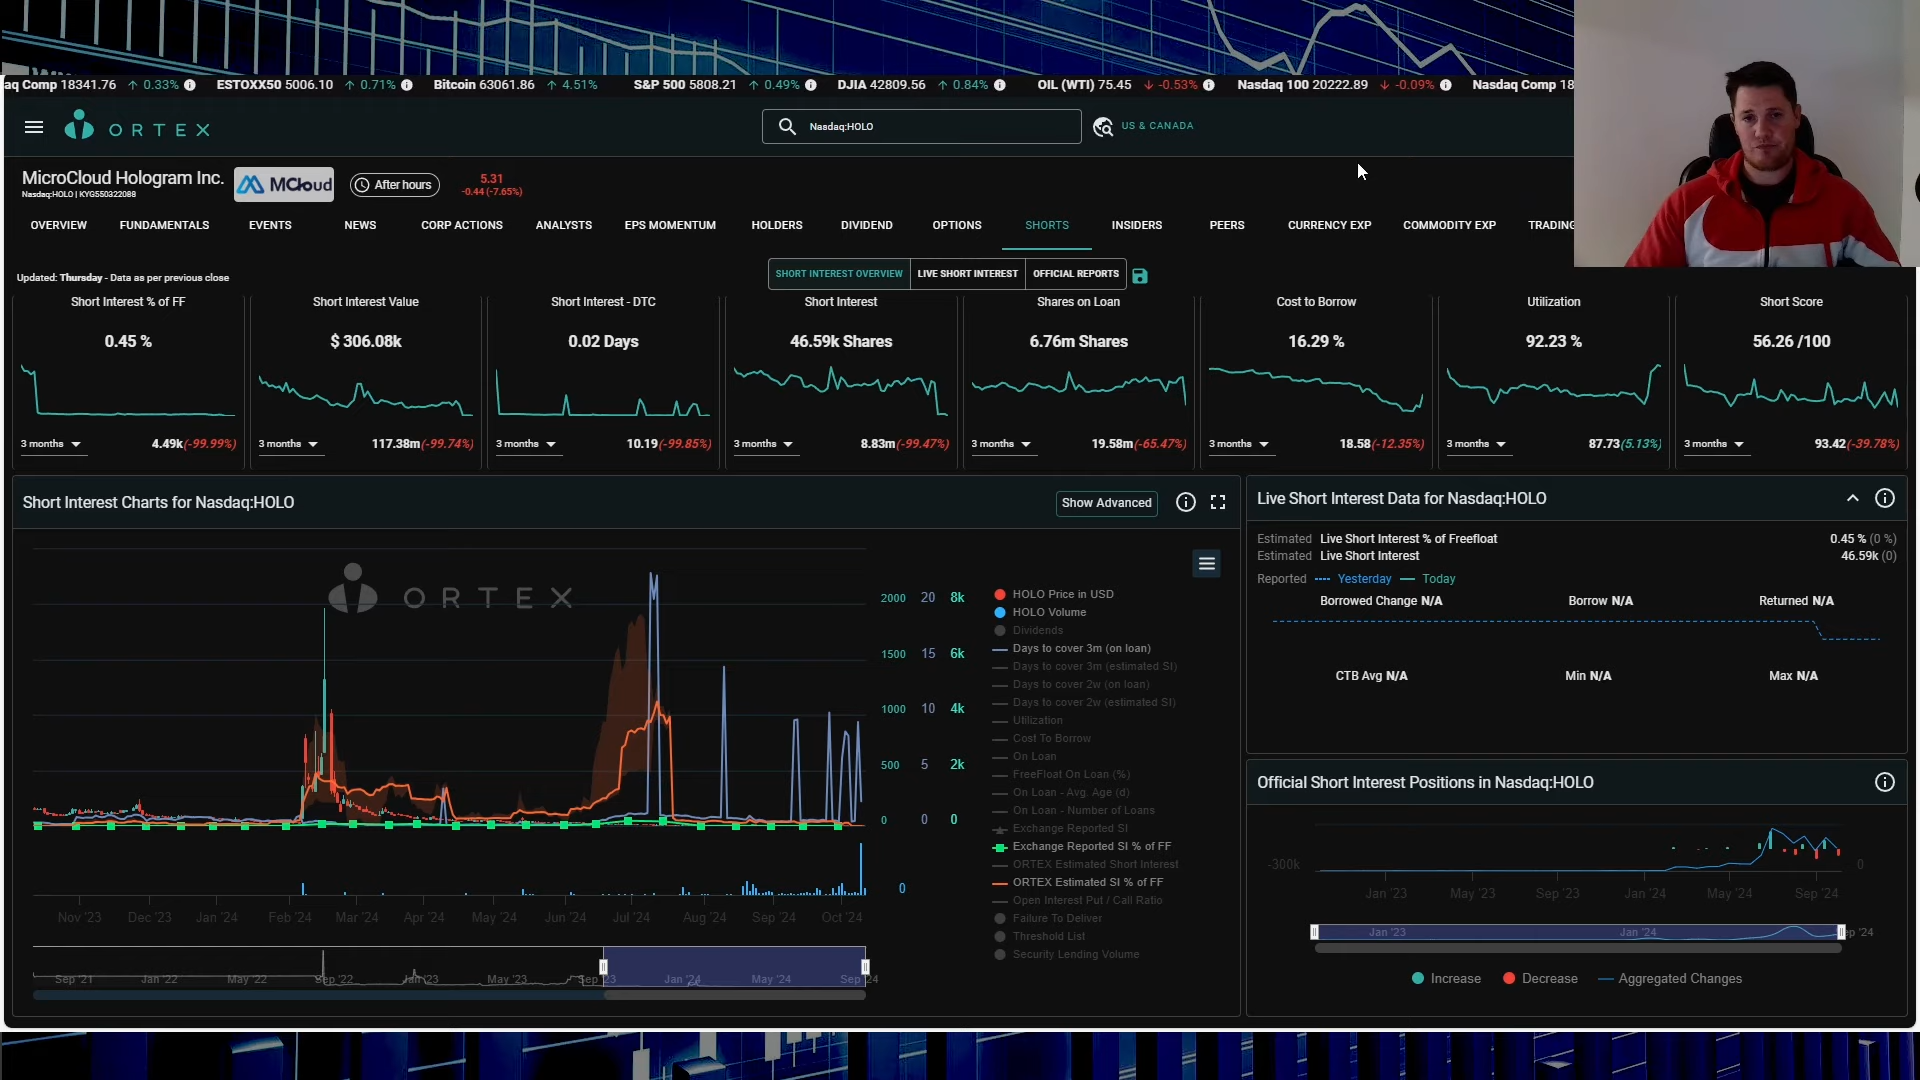 aq Comp 18341.76 ↑ 0.33% ESTOXX50 5006.10 ↑ 0.71% Bitcoin 63061.86 ↑ 4.51% S&P 500 5808.21 ↑ 0.49% DJIA 42809.56 ↑ 0.84% OIL (WTI) 75.45 ↓ -0.53% Nasdaq 100 20222.89 ↓ -0.09% Nasdaq Comp 18
ORTEX
Nasdaq:HOLO
US & CANADA
MicroCloud Hologram Inc.
Nasdaq:HOLO | KYG550322088
MCloud
After hours
5.31
-0.44 (-7.65%)
OVERVIEW FUNDAMENTALS EVENTS NEWS CORP ACTIONS ANALYSTS EPS MOMENTUM HOLDERS DIVIDEND OPTIONS SHORTS INSIDERS PEERS CURRENCY EXP COMMODITY EXP TRADING
Updated: Thursday - Data as per previous close
SHORT INTEREST OVERVIEW LIVE SHORT INTEREST OFFICIAL REPORTS
Short Interest % of FF Short Interest Value Short Interest - DTC Short Interest Shares on Loan Cost to Borrow Utilization Short Score
0.45 % $ 306.08k 0.02 Days 46.59k Shares 6.76m Shares 16.29 % 92.23 % 56.26 /100
3 months 4.49k(-99.99%) 3 months 117.38m(-99.74%) 3 months 10.19(-99.85%) 3 months 8.83m(-99.47%) 3 months 19.58m(-65.47%) 3 months 18.58(-12.35%) 3 months 87.73(5.13%) 3 months 93.42(-39.78%)
Short Interest Charts for Nasdaq:HOLO
Show Advanced
ORTEX
2000 20 8k
1500 15 6k
1000 10 4k
500 5 2k
0 0 0
0
HOLO Price in USD
HOLO Volume
Dividends
Days to cover 3m (on loan)
Days to cover 3m (estimated SI)
Days to cover 2w (on loan)
Days to cover 2w (estimated SI)
Utilization
Cost To Borrow
On Loan
FreeFloat On Loan (%)
On Loan - Avg. Age (d)
On Loan - Number of Loans
Exchange Reported SI
Exchange Reported SI % of FF
ORTEX Estimated Short Interest
ORTEX Estimated SI % of FF
Open Interest Put / Call Ratio
Failure To Deliver
Threshold List
Security Lending Volume
Nov '23 Dec '23 Jan '24 Feb '24 Mar '24 Apr '24 May '24 Jun '24 Jul '24 Aug '24 Sep '24 Oct '24
Sep '21 Jan '22 May '22 Sep '22 Jan '23 May '23 Sep '23 Jan '24 May '24 Sep '24
Live Short Interest Data for Nasdaq:HOLO
Estimated Live Short Interest % of Freefloat 0.45 % (0 %)
Estimated Live Short Interest 46.59k (0)
Reported Yesterday Today
Borrowed Change N/A Borrow N/A Returned N/A
CTB Avg N/A Min N/A Max N/A
Official Short Interest Positions in Nasdaq:HOLO
-300k 0
Jan '23 May '23 Sep '23 Jan '24 May '24 Sep '24
Jan '23 Jan '24 ep '24
Increase Decrease Aggregated Changes